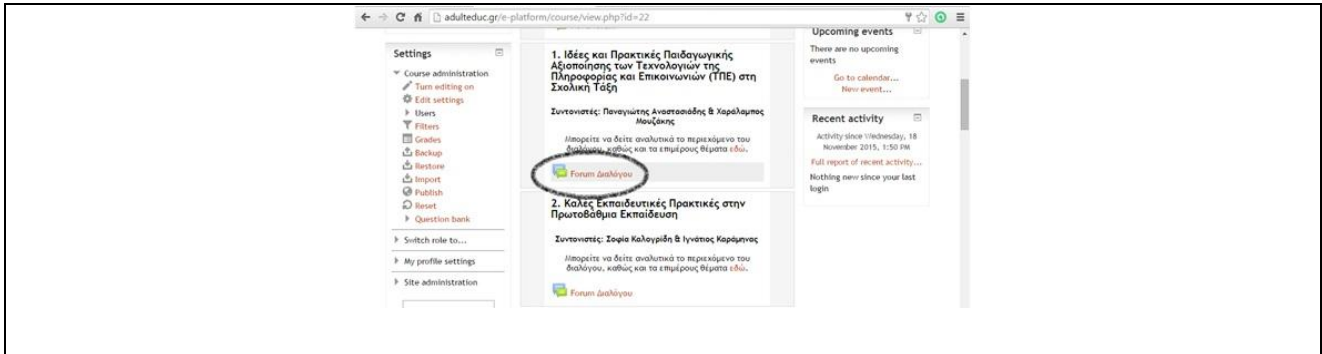 adulteduc.gr/e-platform/course/view.php?id=22
Settings
Course administration
Turn editing on
Edit settings
Users
Filters
Grades
Backup
Restore
Import
Publish
Reset
Question bank
Switch role to...
My profile settings
Site administration
1. Ιδέες και Πρακτικές Παιδαγωγικής
Αξιοποίησης των Τεχνολογιών της
Πληροφορίας και Επικοινωνιών (ΤΠΕ) στη
Σχολική Τάξη
Συντονιστές: Παναγιώτης Αναστασιάδης & Χαράλαμπος
Μουζάκης
Μπορείτε να δείτε αναλυτικά το περιεχόμενο του
διαλόγου, καθώς και τα επιμέρους θέματα εδώ.
Forum Διαλόγου
2. Καλές Εκπαιδευτικές Πρακτικές στην
Πρωτοβάθμια Εκπαίδευση
Συντονιστές: Σοφία Καλογρίδη & Ιγνάτιος Καράμηνας
Μπορείτε να δείτε αναλυτικά το περιεχόμενο του
διαλόγου, καθώς και τα επιμέρους θέματα εδώ.
Forum Διαλόγου
Upcoming events
There are no upcoming
events
Go to calendar...
New event...
Recent activity
Activity since Wednesday, 18
November 2015, 1:50 PM
Full report of recent activity...
Nothing new since your last
login